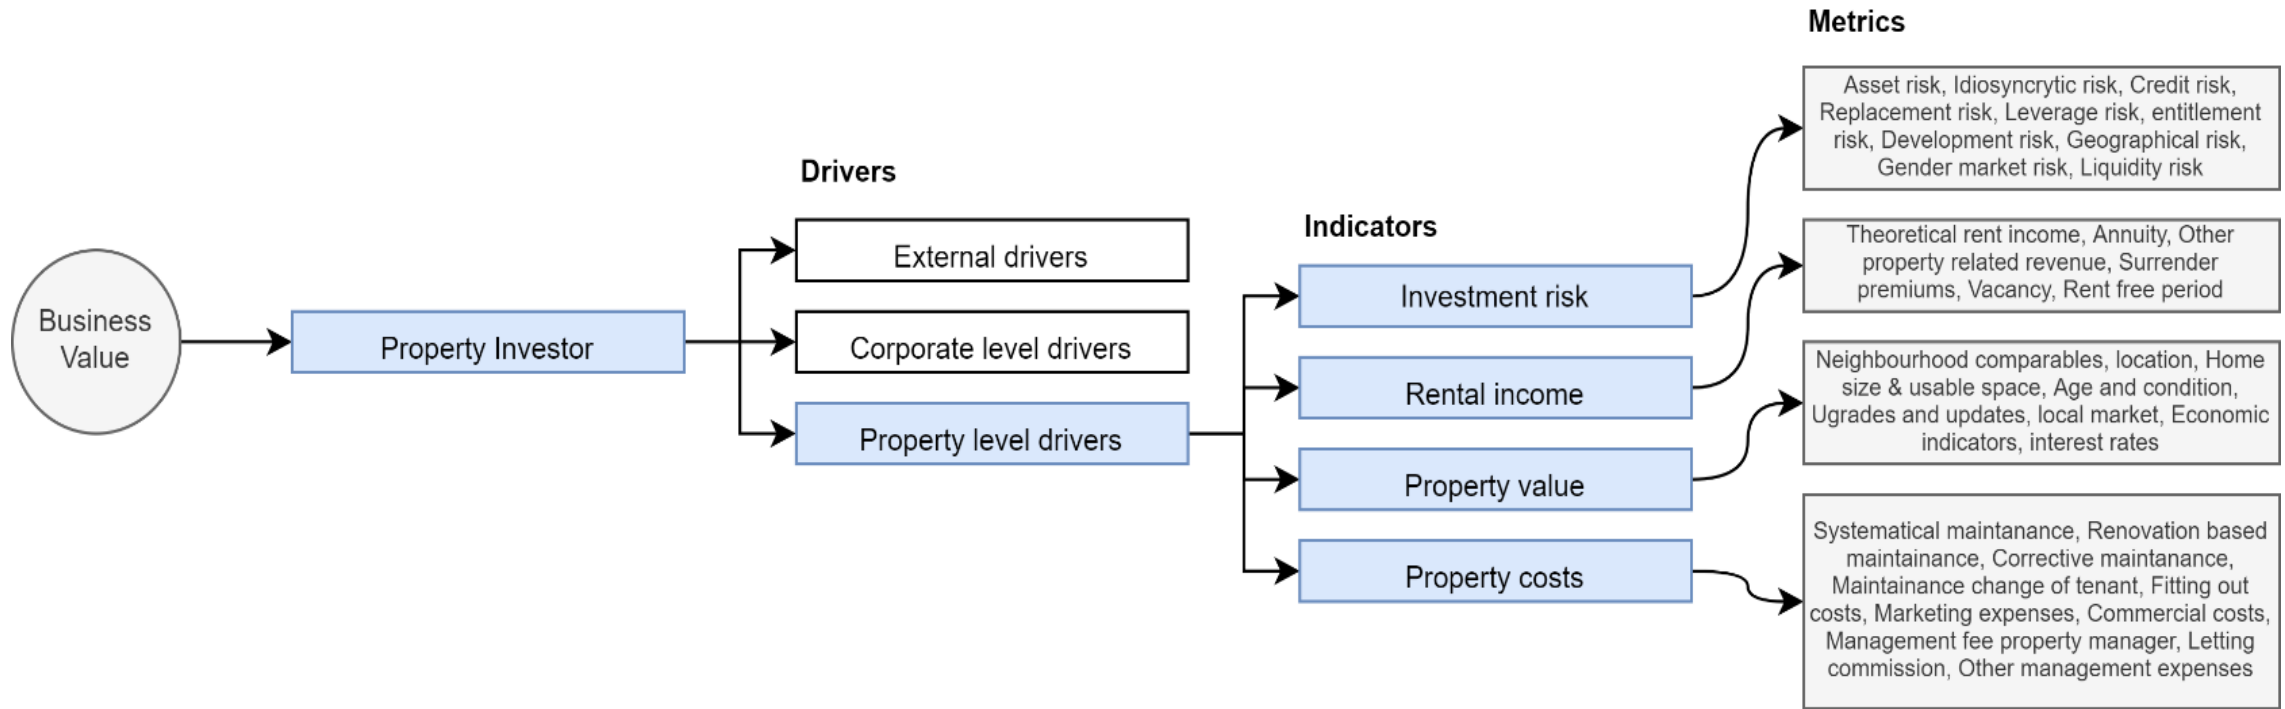 Business
Value
Property Investor
Drivers
External drivers
Corporate level drivers
Property level drivers
Indicators
Investment risk
Rental income
Property value
Property costs
Metrics
Asset risk, Idiosyncrytic risk, Credit risk,
Replacement risk, Leverage risk, entitlement
risk, Development risk, Geographical risk,
Gender market risk, Liquidity risk
Theoretical rent income, Annuity, Other
property related revenue, Surrender
premiums, Vacancy, Rent free period
Neighbourhood comparables, location, Home
size & usable space, Age and condition,
Ugrades and updates, local market, Economic
indicators, interest rates
Systematical maintanance, Renovation based
maintainance, Corrective maintanance,
Maintainance change of tenant, Fitting out
costs, Marketing expenses, Commercial costs,
Management fee property manager, Letting
commission, Other management expenses